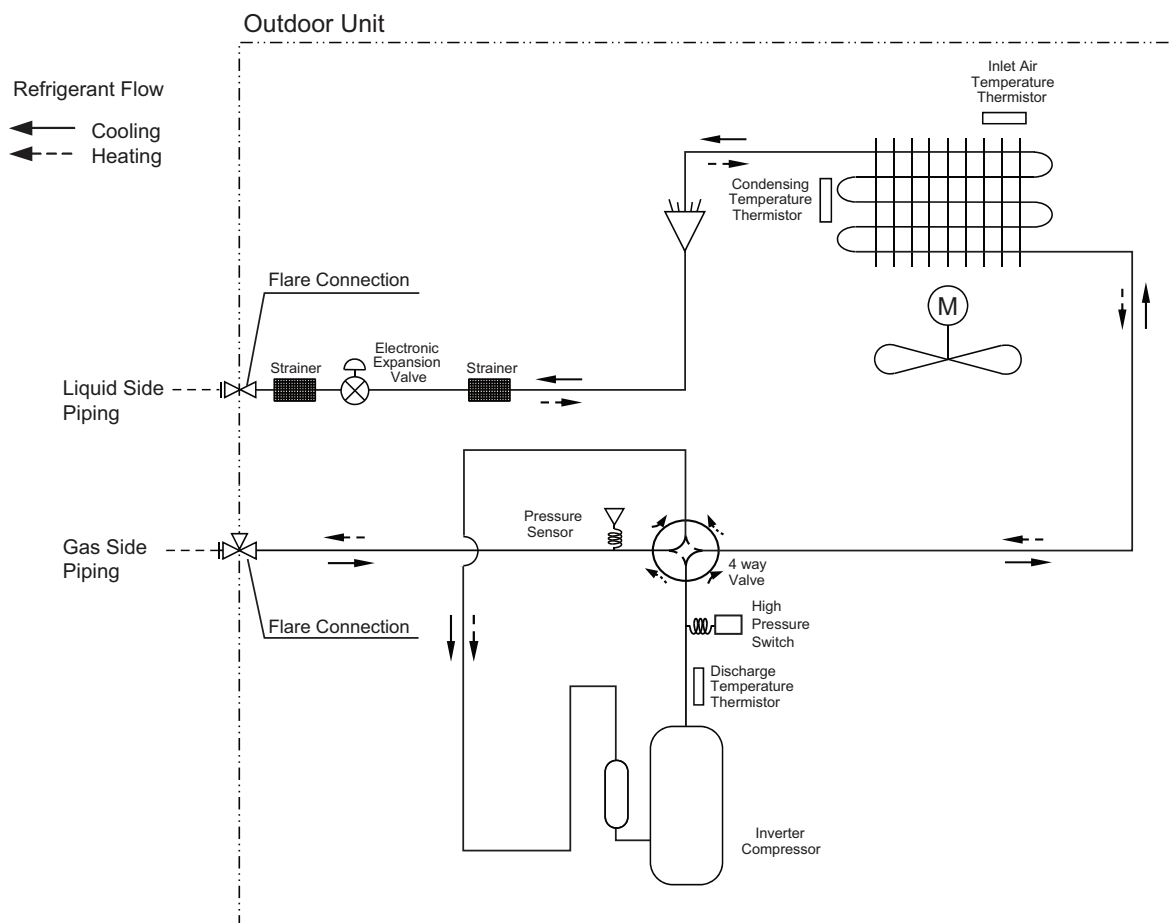 Outdoor Unit
Refrigerant Flow
Cooling
Heating
Inlet Air
Temperature
Thermistor
Condensing
Temperature
Thermistor
M
Flare Connection
Strainer
Electronic
Expansion
Valve
Strainer
Liquid Side
Piping
Pressure
Sensor
Gas Side
Piping
4 way
Valve
Flare Connection
High
Pressure
Switch
Discharge
Temperature
Thermistor
Inverter
Compressor